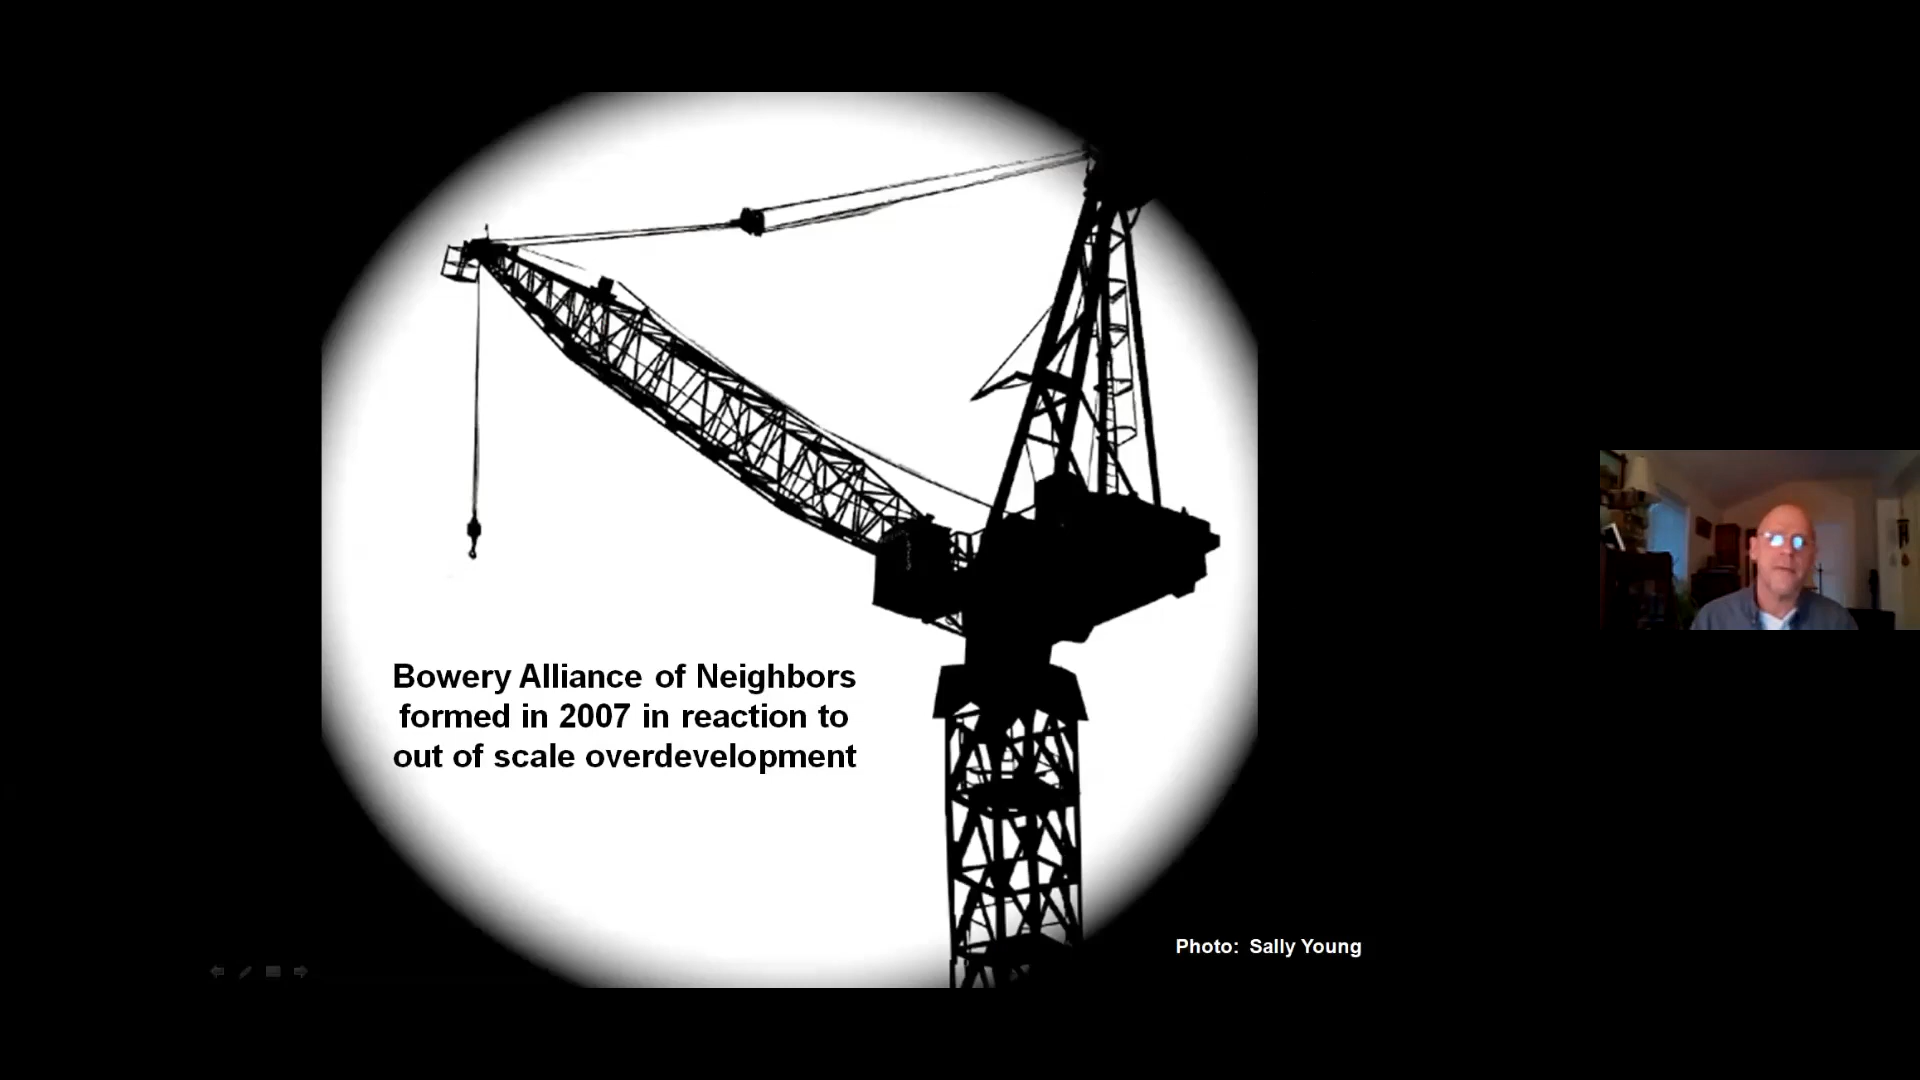 Bowery Alliance of Neighbors
formed in 2007 in reaction to
out of scale overdevelopment
Photo: Sally Young